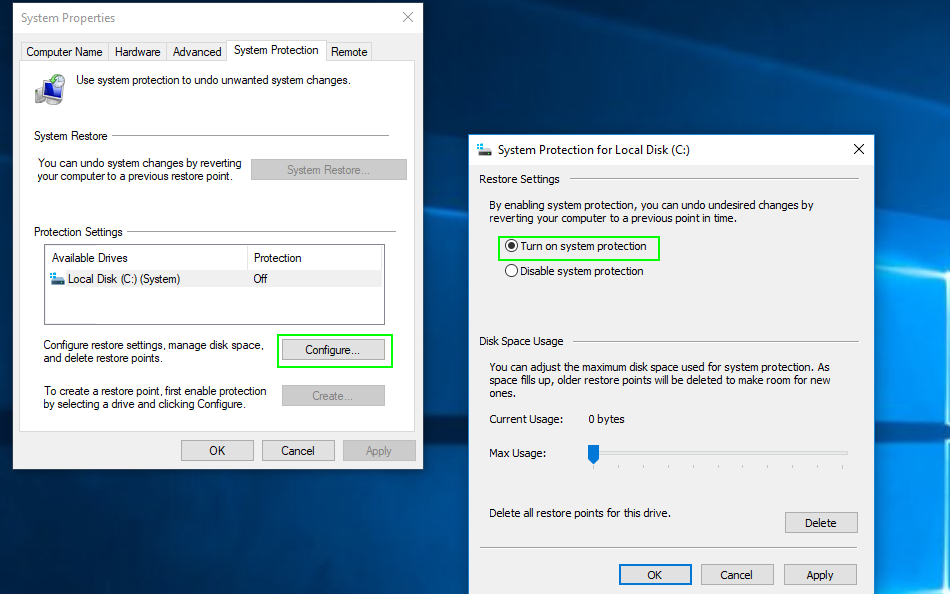 System Properties
Computer Name
Hardware
Advanced
System Protection
Remote
Use system protection to undo unwanted system changes.
System Restore
You can undo system changes by reverting
your computer to a previous restore point.
System Restore...
Protection Settings
Available Drives
Protection
Local Disk (C:) (System)
Off
Configure restore settings, manage disk space,
and delete restore points.
Configure...
To create a restore point, first enable protection
by selecting a drive and clicking Configure.
Create...
OK
Cancel
Apply
System Protection for Local Disk (C:)
Restore Settings
By enabling system protection, you can undo undesired changes by
reverting your computer to a previous point in time.
Turn on system protection
Disable system protection
Disk Space Usage
You can adjust the maximum disk space used for system protection. As
space fills up, older restore points will be deleted to make room for new
ones.
Current Usage:
0 bytes
Max Usage:
Delete all restore points for this drive.
Delete
OK
Cancel
Apply